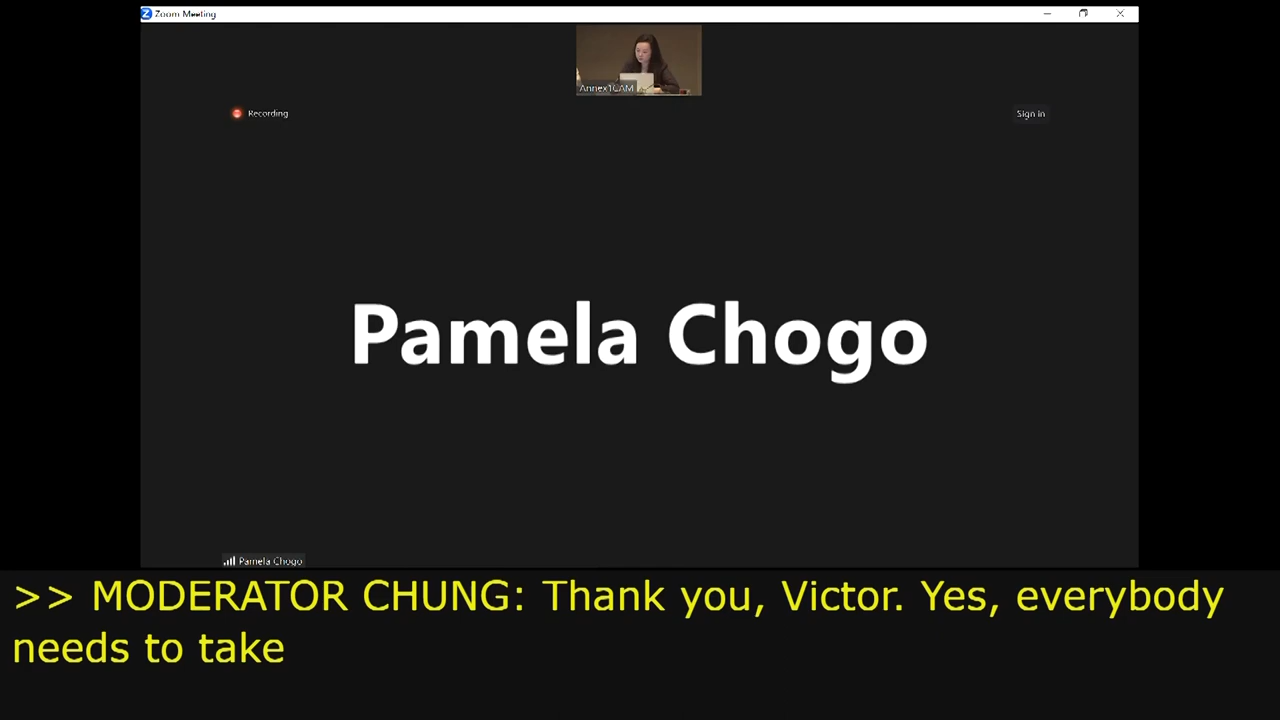 Zoom Meeting
Annex1CAM
Recording
Sign in
Pamela Chogo
Pamela Chogo
>> MODERATOR CHUNG: Thank you, Victor. Yes, everybody
needs to take